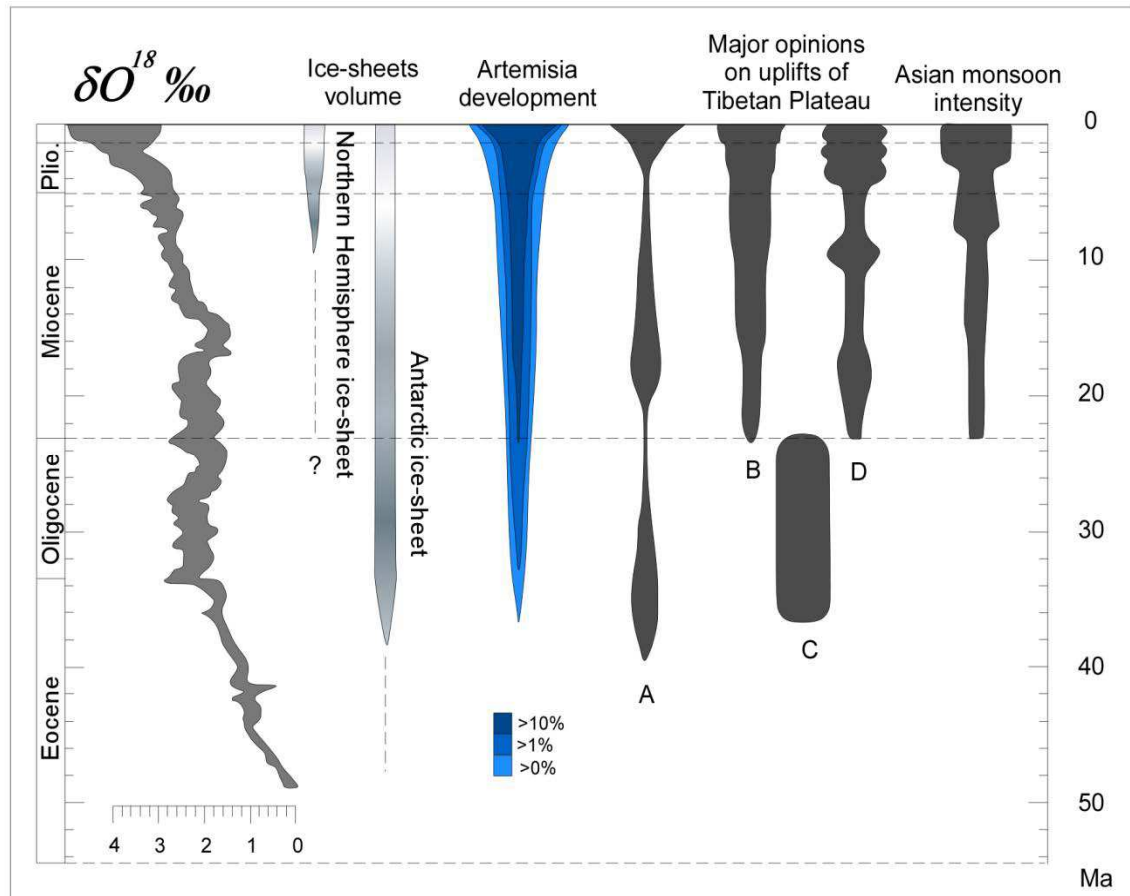 δO¹⁸ ‰
Ice-sheets
volume
Artemisia
development
Major opinions
on uplifts of
Tibetan Plateau
Asian monsoon
intensity
Plio.
Miocene
Oligocene
Eocene
Northern Hemisphere ice-sheet
?
Antarctic ice-sheet
A
B
C
D
>10%
>1%
>0%
4 3 2 1 0
0
10
20
30
40
50
Ma